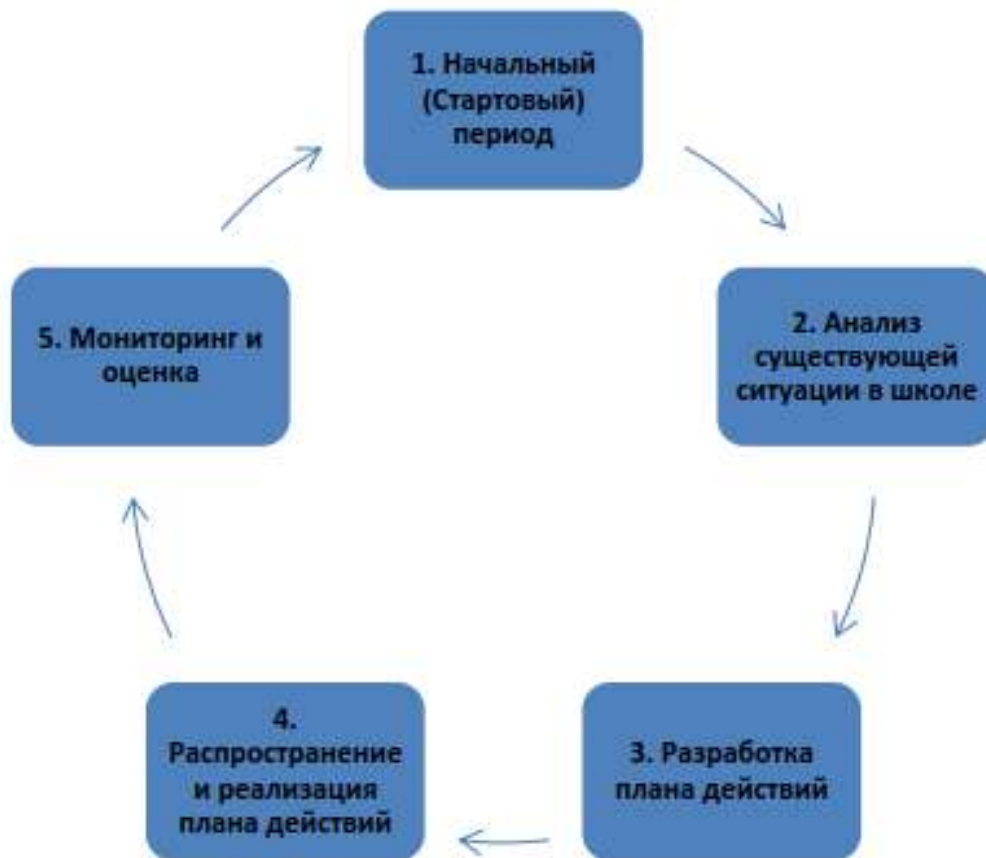 1. Начальный
(Стартовый)
период
2. Анализ
существующей
ситуации в школе
3. Разработка
плана действий
4.
Распространение
и реализация
плана действий
5. Мониторинг и
оценка